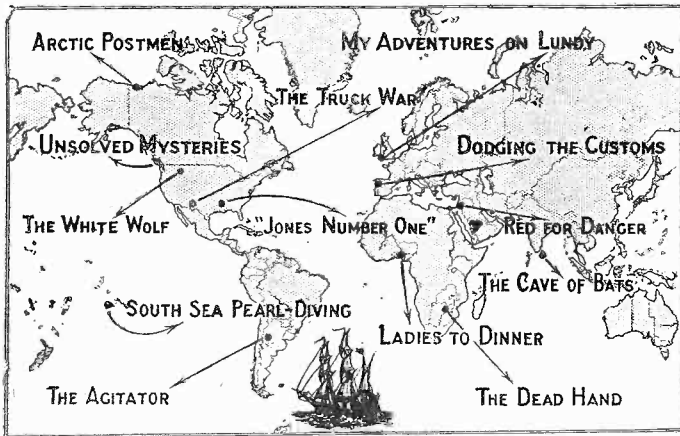 Arctic Postmen
My Adventures on Lundy
The Truck War
Unsolved Mysteries
Dodging the Customs
The White Wolf
"Jones Number One"
Red for Danger
The Cave of Bats
South Sea Pearl-Diving
Ladies to Dinner
The Agitator
The Dead Hand